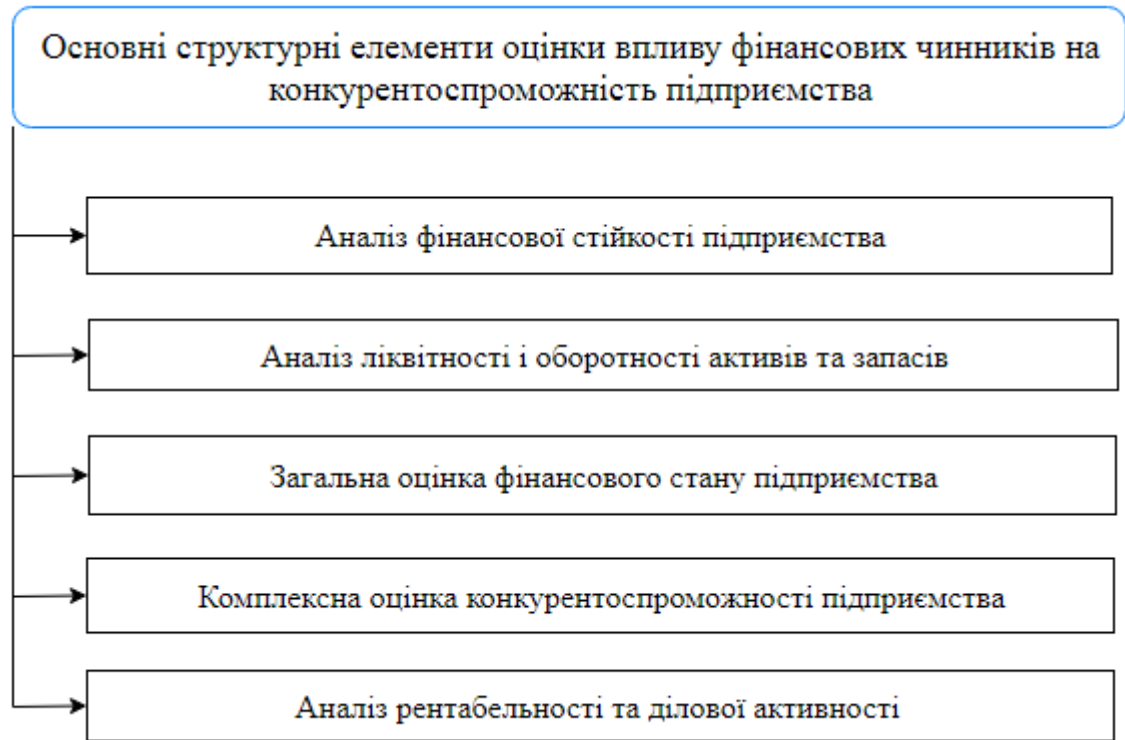 Основні структурні елементи оцінки впливу фінансових чинників на
конкурентоспроможність підприємства
Аналіз фінансової стійкості підприємства
Аналіз ліквітності і оборотності активів та запасів
Загальна оцінка фінансового стану підприємства
Комплексна оцінка конкурентоспроможності підприємства
Аналіз рентабельності та ділової активності